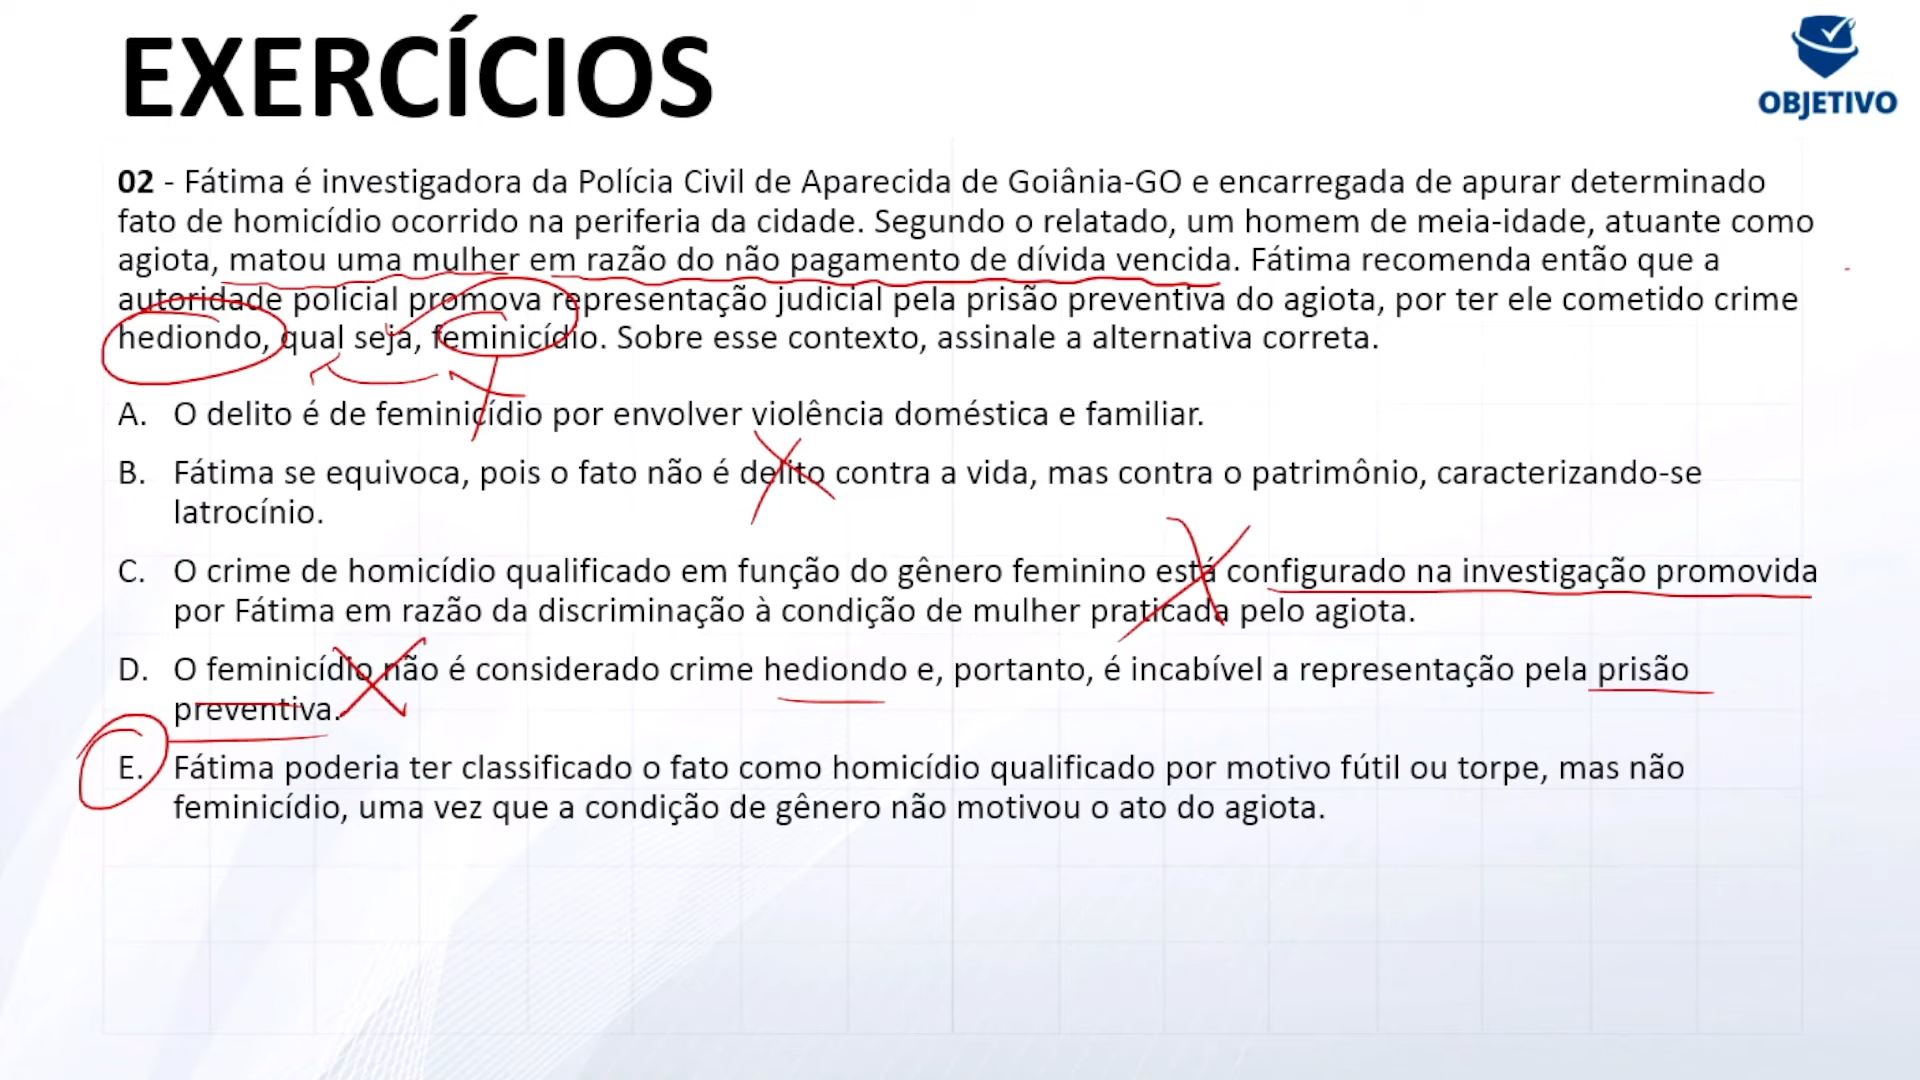 EXERCÍCIOS
OBJETIVO
02 - Fátima é investigadora da Polícia Civil de Aparecida de Goiânia-GO e encarregada de apurar determinado
fato de homicídio ocorrido na periferia da cidade. Segundo o relatado, um homem de meia-idade, atuante como
agiota, matou uma mulher em razão do não pagamento de dívida vencida. Fátima recomenda então que a
autoridade policial promova representação judicial pela prisão preventiva do agiota, por ter ele cometido crime
hediondo, qual seja, feminicídio. Sobre esse contexto, assinale a alternativa correta.
A. O delito é de feminicídio por envolver violência doméstica e familiar.
B. Fátima se equivoca, pois o fato não é delito contra a vida, mas contra o patrimônio, caracterizando-se
latrocínio.
C. O crime de homicídio qualificado em função do gênero feminino está configurado na investigação promovida
por Fátima em razão da discriminação à condição de mulher praticada pelo agiota.
D. O feminicídio não é considerado crime hediondo e, portanto, é incabível a representação pela prisão
preventiva.
E. Fátima poderia ter classificado o fato como homicídio qualificado por motivo fútil ou torpe, mas não
feminicídio, uma vez que a condição de gênero não motivou o ato do agiota.